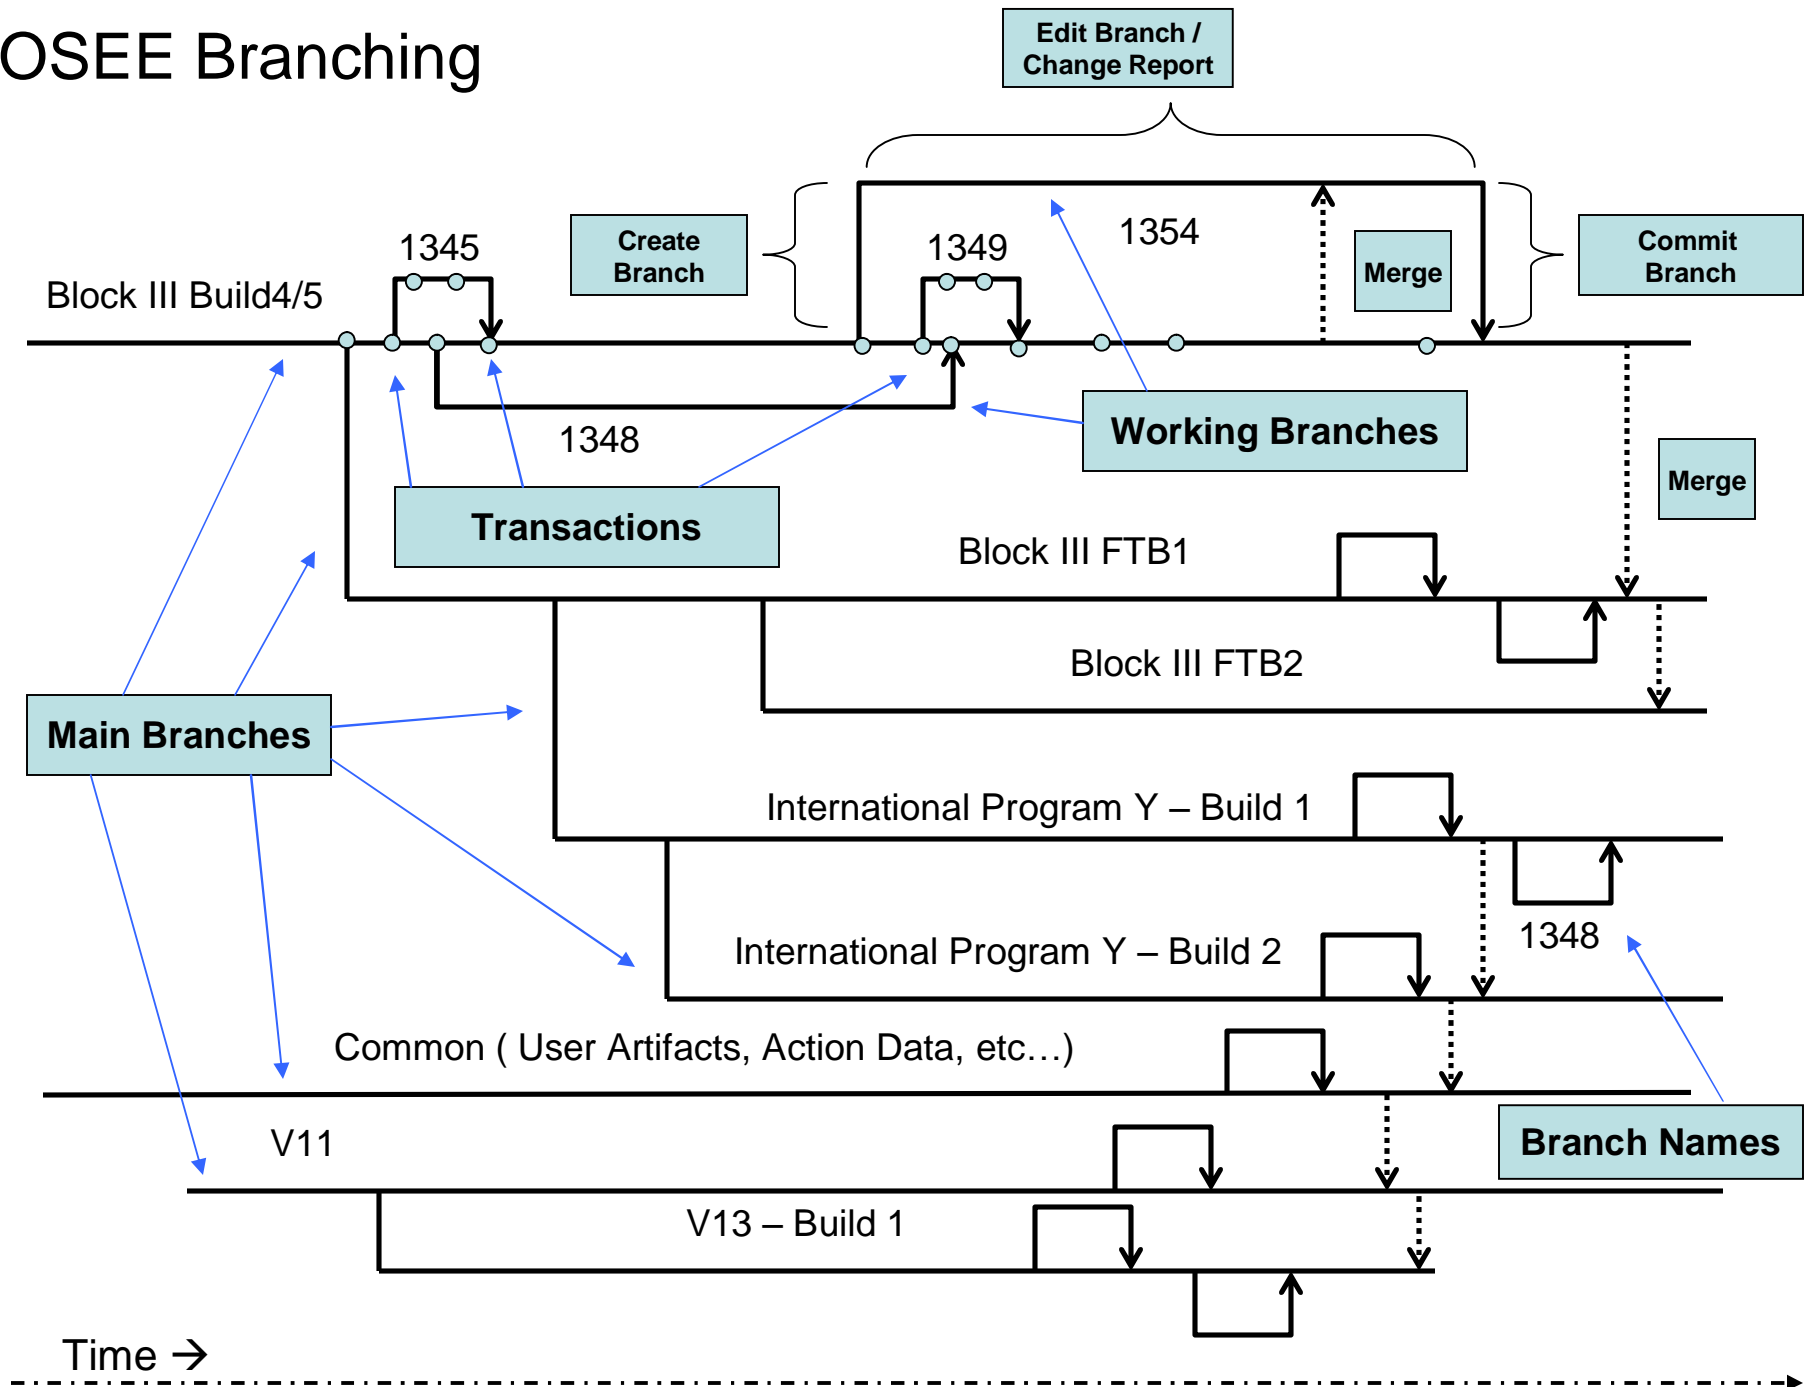 OSEE Branching
Edit Branch /
Change Report
1345
Create
Branch
1349
1354
Merge
Commit
Branch
Block III Build4/5
1348
Working Branches
Merge
Transactions
Block III FTB1
Block III FTB2
Main Branches
International Program Y – Build 1
1348
International Program Y – Build 2
Common ( User Artifacts, Action Data, etc…)
Branch Names
V11
V13 – Build 1
Time →